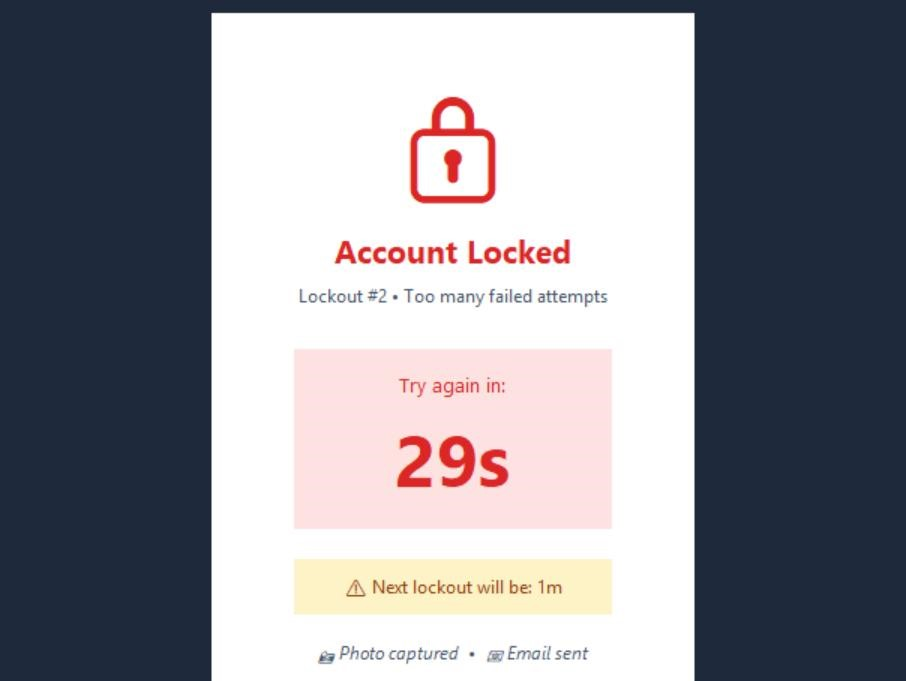 Account Locked
Lockout #2 • Too many failed attempts
Try again in:
29s
⚠ Next lockout will be: 1m
📸 Photo captured • 📧 Email sent